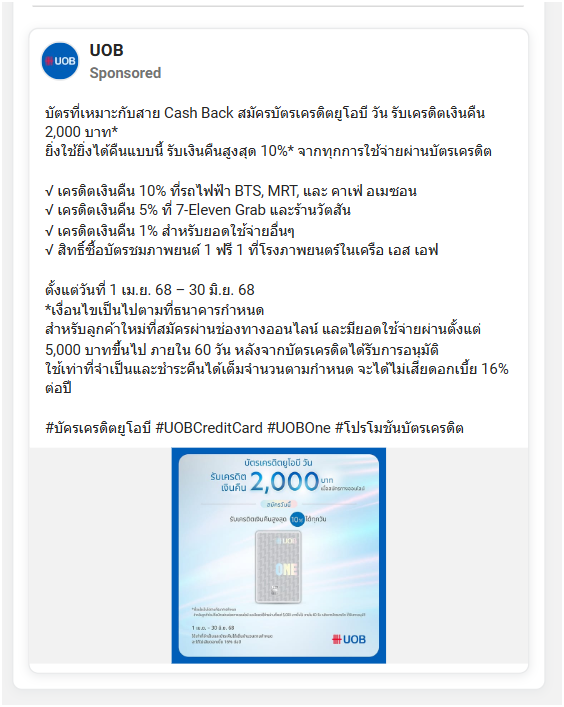 UOB
UOB
Sponsored
บัตรที่เหมาะกับสาย Cash Back สมัครบัตรเครดิตยูโอบี วัน รับเครดิตเงินคืน
2,000 บาท*
ยิ่งใช้ยิ่งได้คืนแบบนี้ รับเงินคืนสูงสุด 10%* จากทุกการใช้จ่ายผ่านบัตรเครดิต
√ เครดิตเงินคืน 10% ที่รถไฟฟ้า BTS, MRT, และ คาเฟ่ อเมซอน
√ เครดิตเงินคืน 5% ที่ 7-Eleven Grab และร้านวัตสัน
√ เครดิตเงินคืน 1% สำหรับยอดใช้จ่ายอื่นๆ
√ สิทธิ์ซื้อบัตรชมภาพยนต์ 1 ฟรี 1 ที่โรงภาพยนตร์ในเครือ เอส เอฟ
ตั้งแต่วันที่ 1 เม.ย. 68 – 30 มิ.ย. 68
*เงื่อนไขเป็นไปตามที่ธนาคารกำหนด
สำหรับลูกค้าใหม่ที่สมัครผ่านช่องทางออนไลน์ และมียอดใช้จ่ายผ่านตั้งแต่
5,000 บาทขึ้นไป ภายใน 60 วัน หลังจากบัตรเครดิตได้รับการอนุมัติ
ใช้เท่าที่จำเป็นและชำระคืนได้เต็มจำนวนตามกำหนด จะได้ไม่เสียดอกเบี้ย 16%
ต่อปี
#บัครเครดิตยูโอบี #UOBCreditCard #UOBOne #โปรโมชันบัตรเครดิต
บัตรเครดิตยูโอบี วัน
รับเครดิต
เงินคืน 2,000 บาท
เมื่อสมัครทางออนไลน์
สมัครวันนี้
รับเครดิตเงินคืนสูงสุด 10% ได้ทุกวัน
UOB
ONE
1 เม.ย. – 30 มิ.ย. 68
UOB